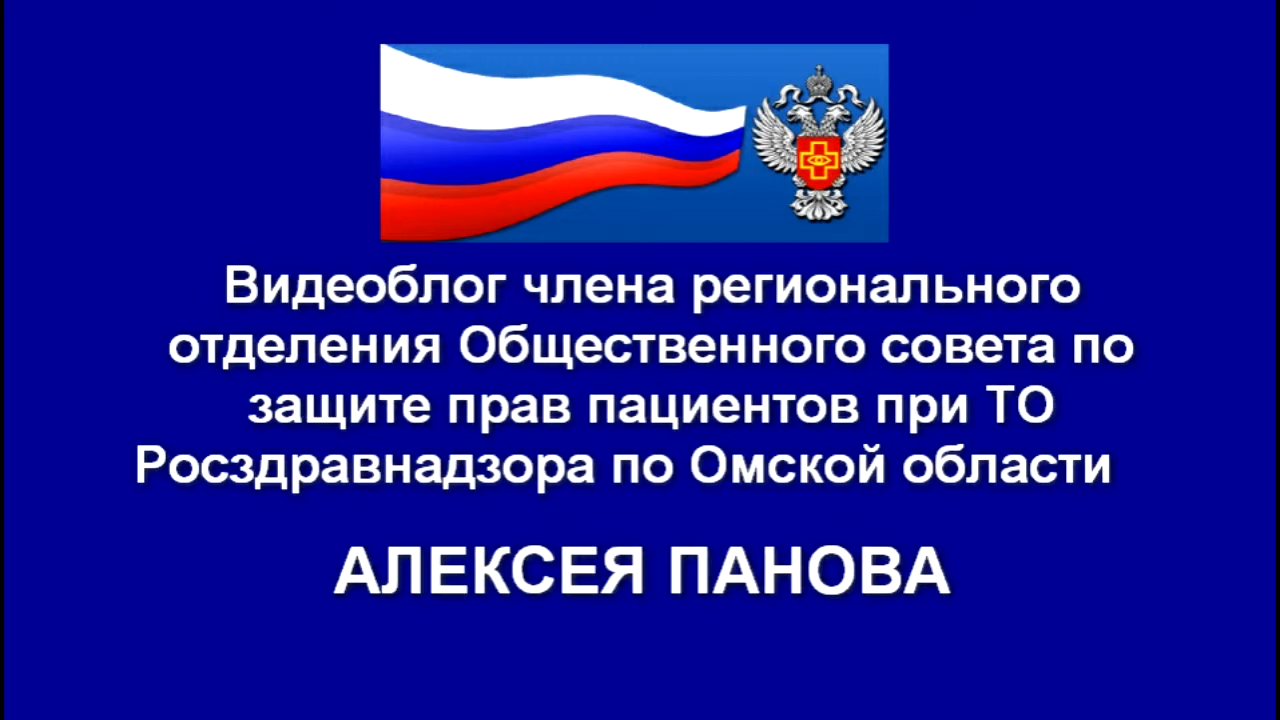 Видеоблог члена регионального
отделения Общественного совета по
защите прав пациентов при ТО
Росздравнадзора по Омской области
АЛЕКСЕЯ ПАНОВА